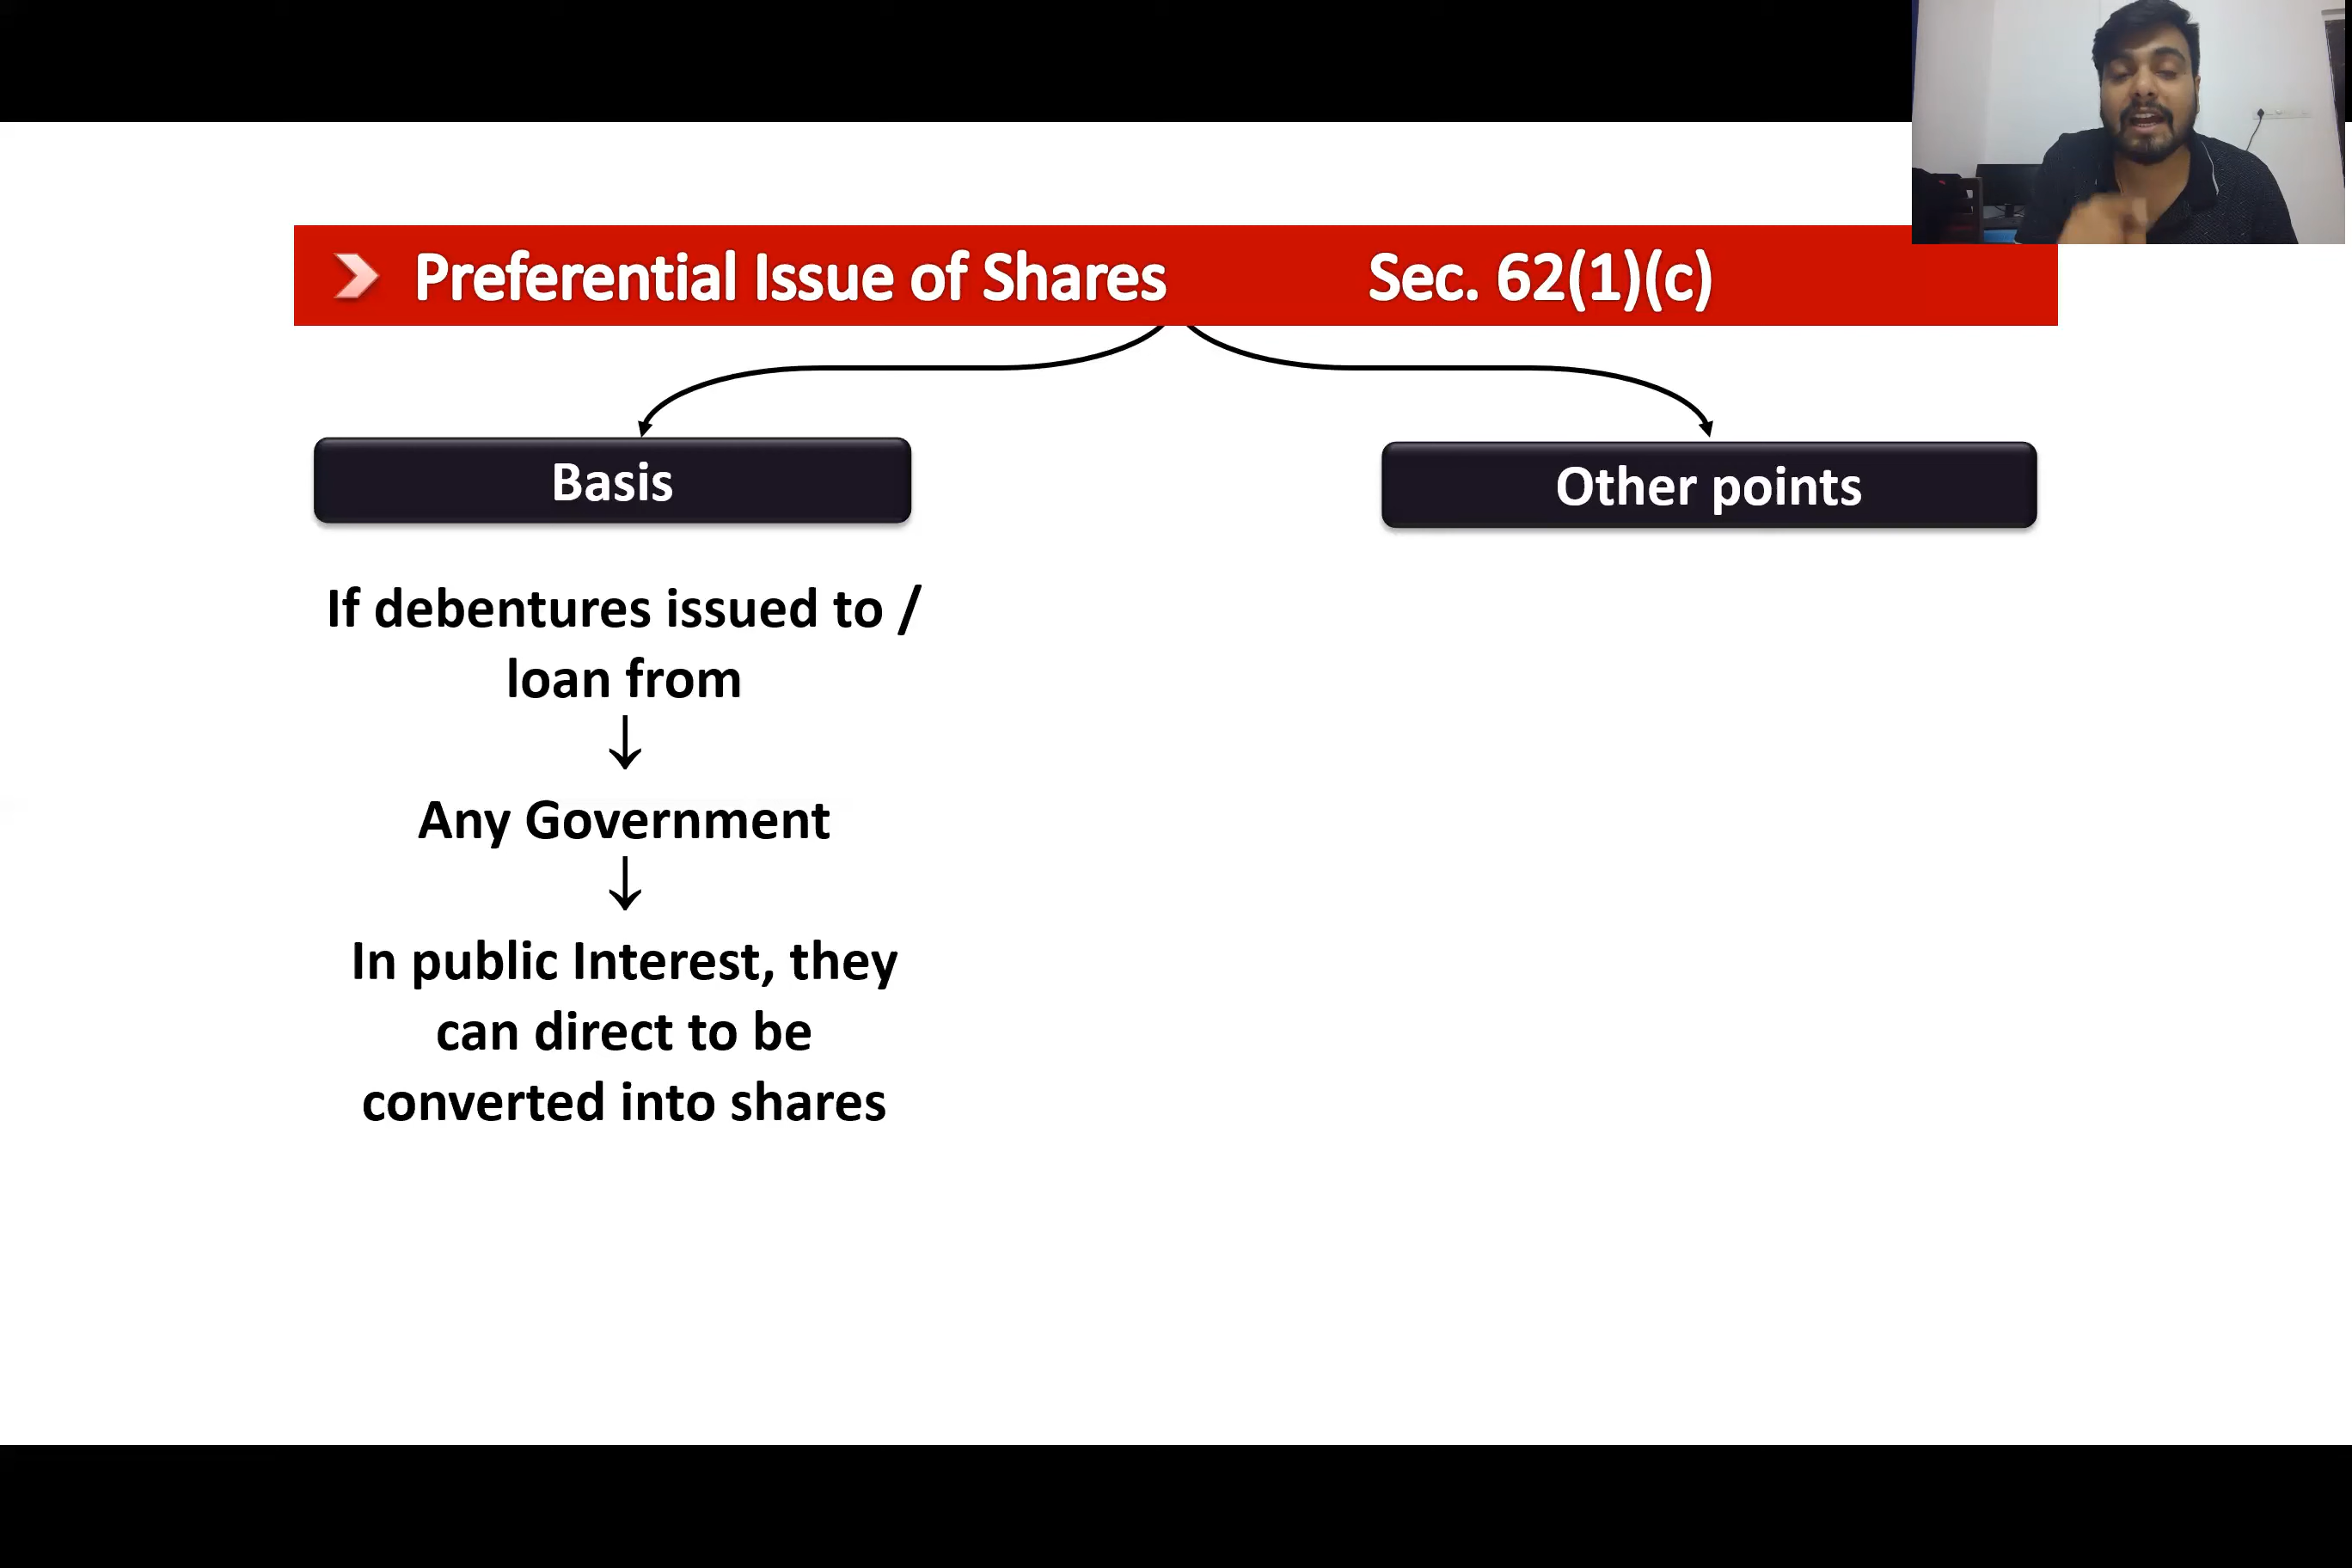 Preferential Issue of Shares Sec. 62(1)(c)
Basis
If debentures issued to /
loan from
↓
Any Government
↓
In public Interest, they
can direct to be
converted into shares
Other points